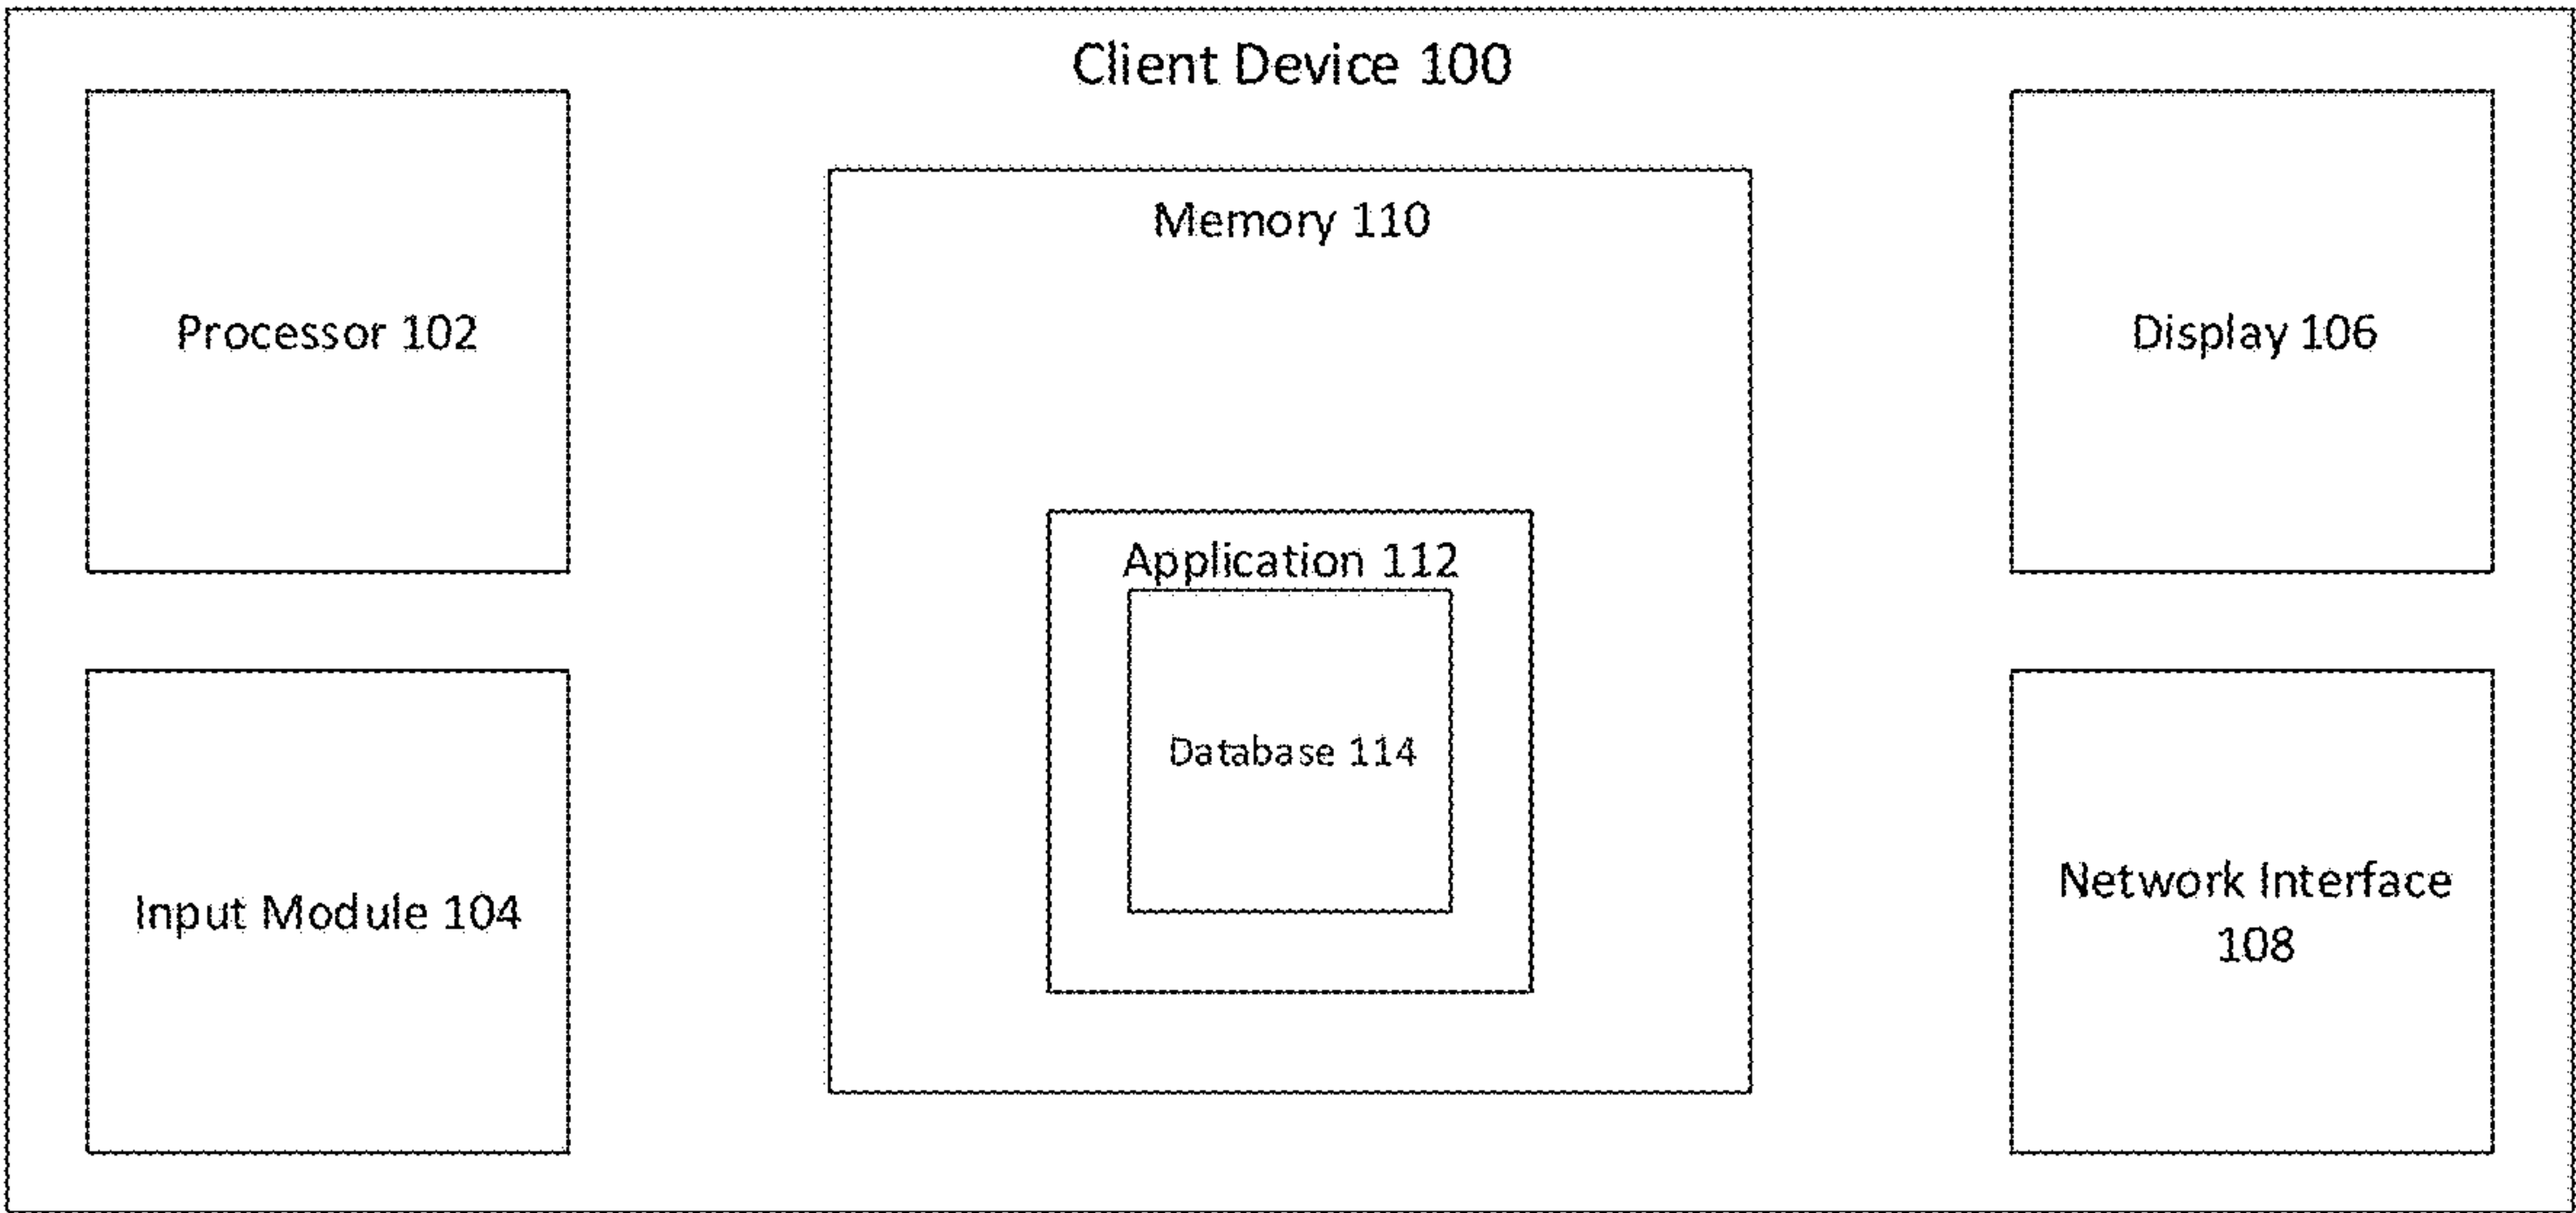 Client Device 100
Processor 102
Memory 110
Display 106
Application 112
Database 114
Input Module 104
Network Interface
108